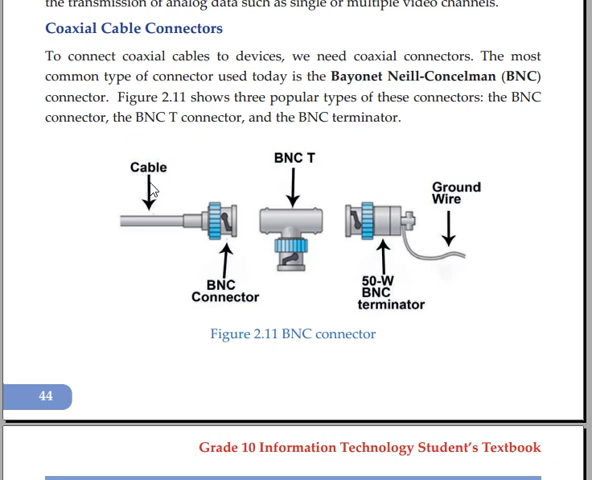 the transmission of analog data such as single or multiple video channels.
Coaxial Cable Connectors
To connect coaxial cables to devices, we need coaxial connectors. The most
common type of connector used today is the Bayonet Neill-Concelman (BNC)
connector. Figure 2.11 shows three popular types of these connectors: the BNC
connector, the BNC T connector, and the BNC terminator.
BNC T
Cable
Ground
Wire
BNC
Connector
50-W
BNC
terminator
Figure 2.11 BNC connector
44
Grade 10 Information Technology Student's Textbook